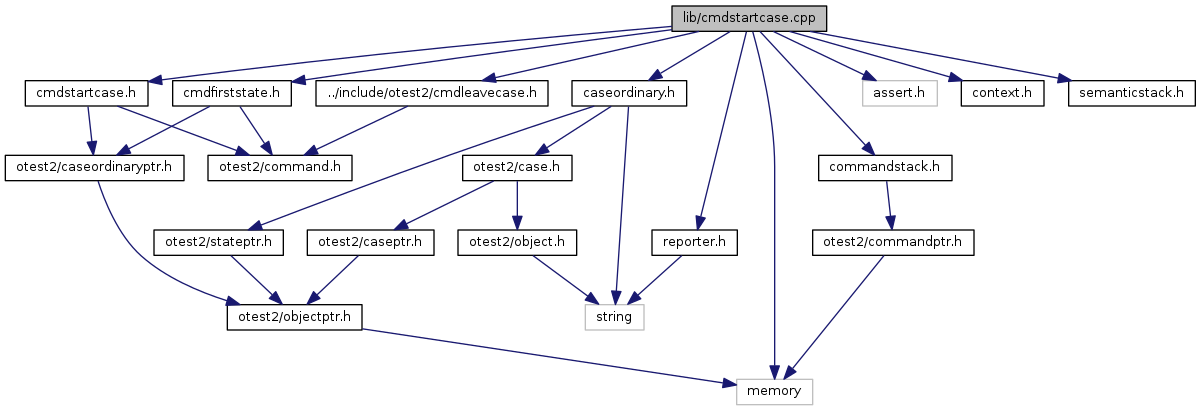 lib/cmdstartcase.cpp
cmdstartcase.h
cmdfirststate.h
../include/otest2/cmdleavecase.h
caseordinary.h
assert.h
context.h
semanticstack.h
otest2/caseordinaryptr.h
otest2/command.h
otest2/case.h
commandstack.h
otest2/stateptr.h
otest2/caseptr.h
otest2/object.h
reporter.h
otest2/commandptr.h
otest2/objectptr.h
string
memory